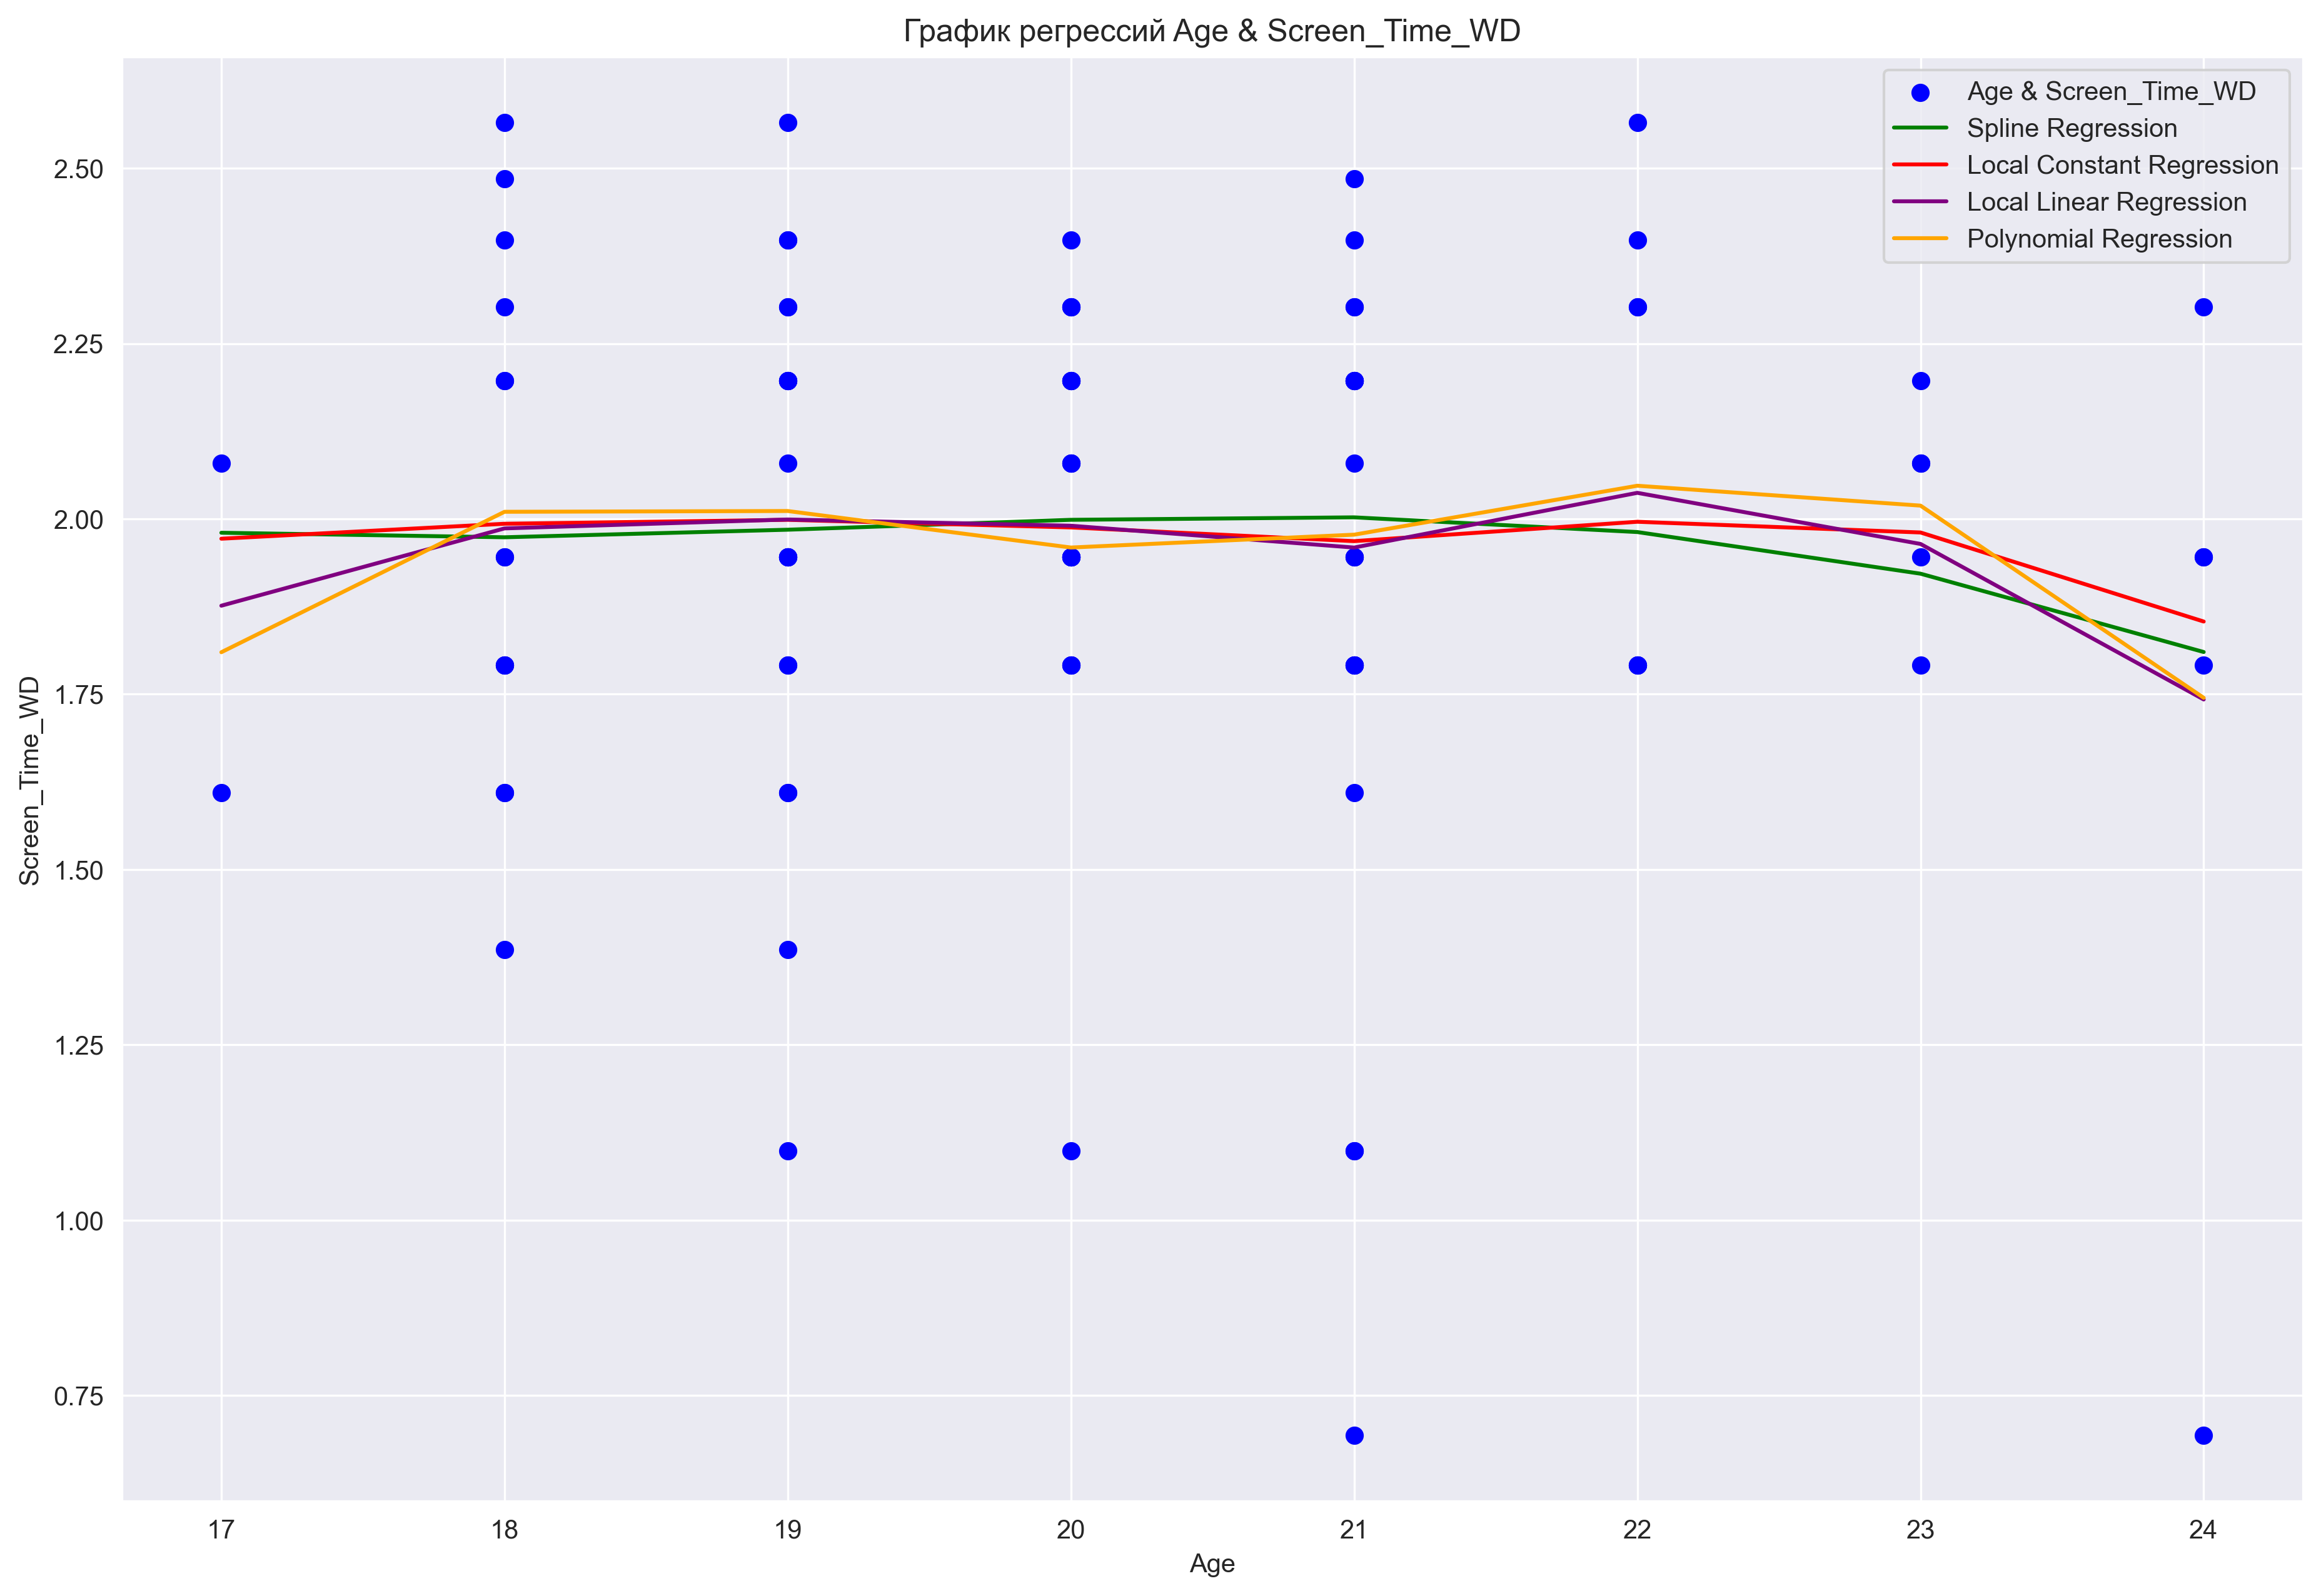 График регрессий Age & Screen_Time_WD
Age & Screen_Time_WD
Spline Regression
Local Constant Regression
Local Linear Regression
Polynomial Regression
2.50
2.25
2.00
1.75
1.50
1.25
1.00
0.75
Screen_Time_WD
17 18 19 20 21 22 23 24
Age